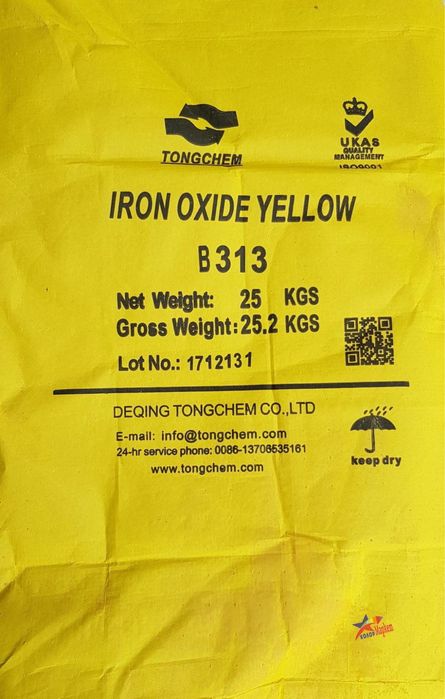 TONGCHEM
UKAS
QUALITY
MANAGEMENT
ISO9001
IRON OXIDE YELLOW
B313
Net Weight: 25 KGS
Gross Weight: 25.2 KGS
Lot No.: 1712131
DEQING TONGCHEM CO.,LTD
E-mail: info@tongchem.com
24-hr service phone: 0086-13706535161
www.tongchem.com
keep dry